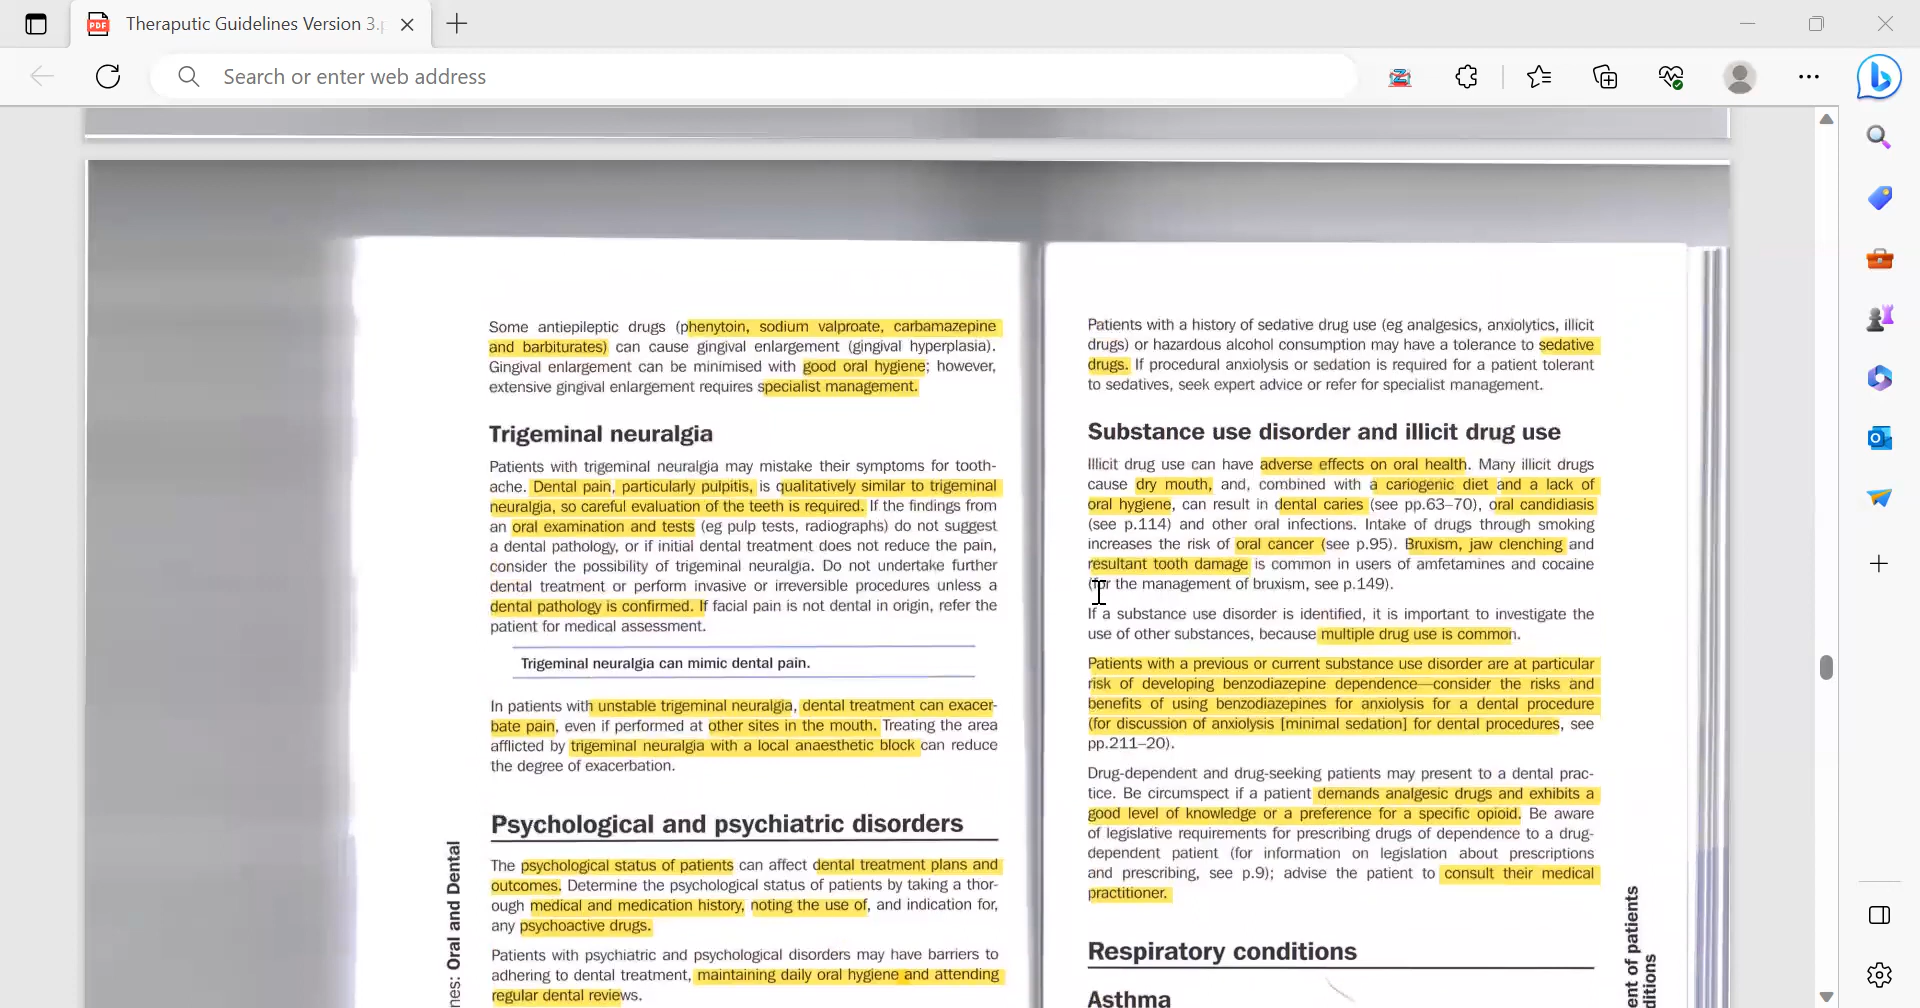 Theraputic Guidelines Version 3.p
Search or enter web address
Some antiepileptic drugs (phenytoin, sodium valproate, carbamazepine
and barbiturates) can cause gingival enlargement (gingival hyperplasia).
Gingival enlargement can be minimised with good oral hygiene; however,
extensive gingival enlargement requires specialist management.
Trigeminal neuralgia
Patients with trigeminal neuralgia may mistake their symptoms for tooth-
ache. Dental pain, particularly pulpitis, is qualitatively similar to trigeminal
neuralgia, so careful evaluation of the teeth is required. If the findings from
an oral examination and tests (eg pulp tests, radiographs) do not suggest
a dental pathology, or if initial dental treatment does not reduce the pain,
consider the possibility of trigeminal neuralgia. Do not undertake further
dental treatment or perform invasive or irreversible procedures unless a
dental pathology is confirmed. If facial pain is not dental in origin, refer the
patient for medical assessment.
Trigeminal neuralgia can mimic dental pain.
In patients with unstable trigeminal neuralgia, dental treatment can exacer-
bate pain, even if performed at other sites in the mouth. Treating the area
afflicted by trigeminal neuralgia with a local anaesthetic block can reduce
the degree of exacerbation.
Psychological and psychiatric disorders
The psychological status of patients can affect dental treatment plans and
outcomes. Determine the psychological status of patients by taking a thor-
ough medical and medication history, noting the use of, and indication for,
any psychoactive drugs.
Patients with psychiatric and psychological disorders may have barriers to
adhering to dental treatment, maintaining daily oral hygiene and attending
regular dental reviews.
nes: Oral and Dental
Patients with a history of sedative drug use (eg analgesics, anxiolytics, illicit
drugs) or hazardous alcohol consumption may have a tolerance to sedative
drugs. If procedural anxiolysis or sedation is required for a patient tolerant
to sedatives, seek expert advice or refer for specialist management.
Substance use disorder and illicit drug use
Illicit drug use can have adverse effects on oral health. Many illicit drugs
cause dry mouth, and, combined with a cariogenic diet and a lack of
oral hygiene, can result in dental caries (see pp.63–70), oral candidiasis
(see p.114) and other oral infections. Intake of drugs through smoking
increases the risk of oral cancer (see p.95). Bruxism, jaw clenching and
resultant tooth damage is common in users of amfetamines and cocaine
(for the management of bruxism, see p.149).
If a substance use disorder is identified, it is important to investigate the
use of other substances, because multiple drug use is common.
Patients with a previous or current substance use disorder are at particular
risk of developing benzodiazepine dependence—consider the risks and
benefits of using benzodiazepines for anxiolysis for a dental procedure
(for discussion of anxiolysis [minimal sedation] for dental procedures, see
pp.211–20).
Drug-dependent and drug-seeking patients may present to a dental prac-
tice. Be circumspect if a patient demands analgesic drugs and exhibits a
good level of knowledge or a preference for a specific opioid. Be aware
of legislative requirements for prescribing drugs of dependence to a drug-
dependent patient (for information on legislation about prescriptions
and prescribing, see p.9); advise the patient to consult their medical
practitioner.
Respiratory conditions
Asthma
ent of patients
ditions